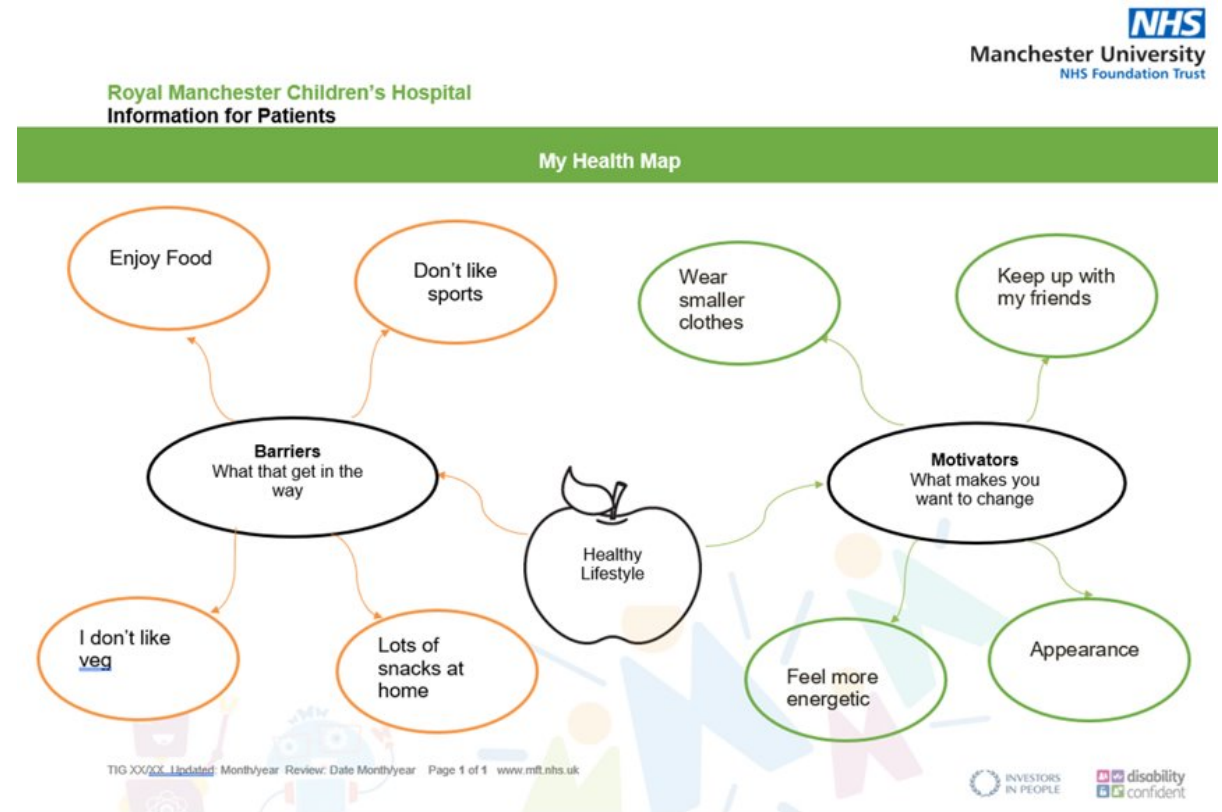 NHS
Manchester University
NHS Foundation Trust
Royal Manchester Children's Hospital
Information for Patients
My Health Map
Enjoy Food
Don't like
sports
Wear
smaller
clothes
Keep up with
my friends
Barriers
What that get in the
way
Motivators
What makes you
want to change
Healthy
Lifestyle
I don't like
veg
Lots of
snacks at
home
Feel more
energetic
Appearance
TIG XX/XX Updated: Month/year Review: Date Month/year Page 1 of 1 www.mft.nhs.uk
INVESTORS
IN PEOPLE
disability
confident